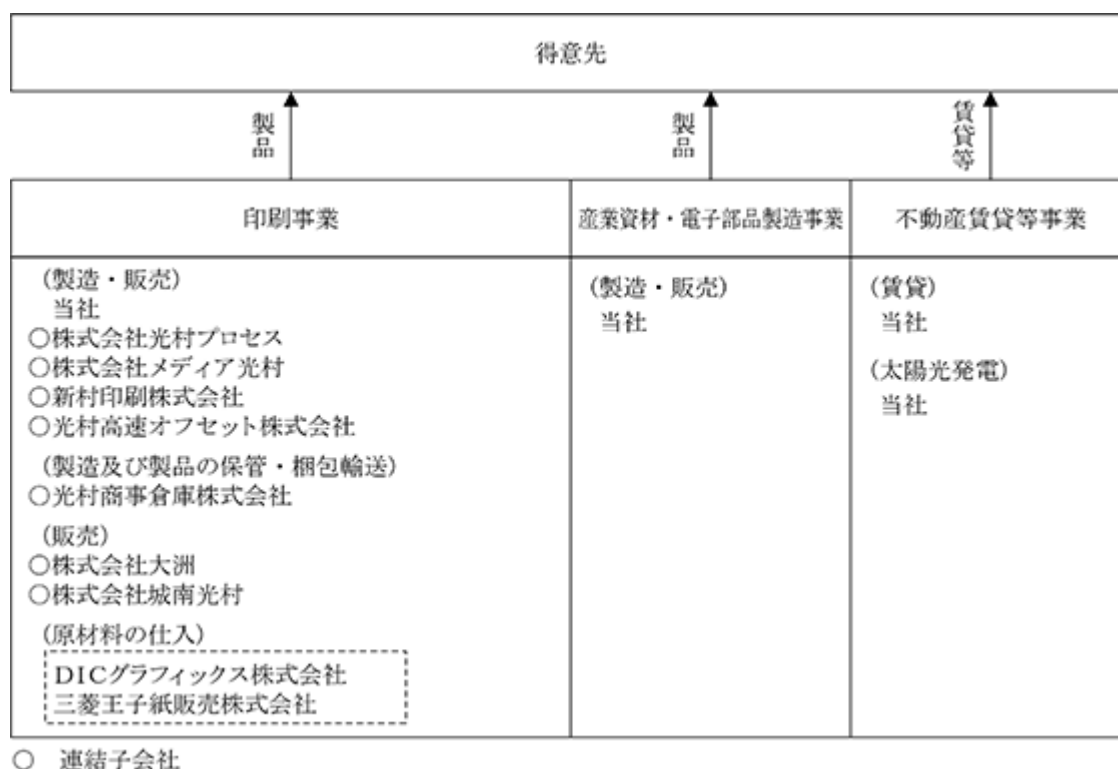 得意先
製品
製品
賃貸等
印刷事業
産業資材・電子部品製造事業
不動産賃貸等事業
(製造・販売)
当社
○株式会社光村プロセス
○株式会社メディア光村
○新村印刷株式会社
○光村高速オフセット株式会社
(製造及び製品の保管・梱包輸送)
○光村商事倉庫株式会社
(販売)
○株式会社大洲
○株式会社城南光村
(原材料の仕入)
DICグラフィックス株式会社
三菱王子紙販売株式会社
(製造・販売)
当社
(賃貸)
当社
(太陽光発電)
当社
○ 連結子会社